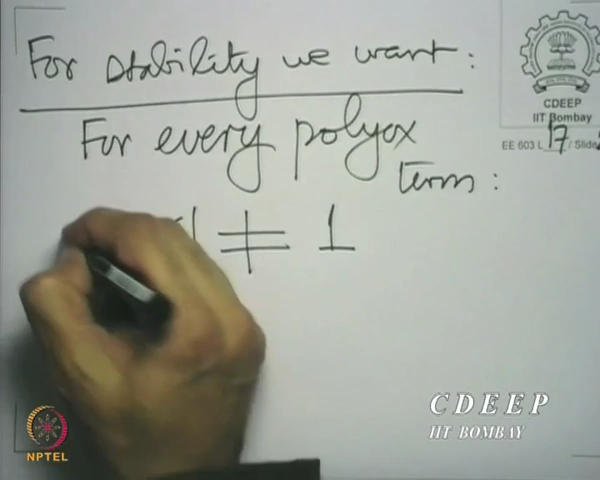 For stability we want:
For every polyox
term:
≠ 1
CDEEP
IIT Bombay
EE 603 L 17 / Slide
CDEEP
IIT BOMBAY
NPTEL